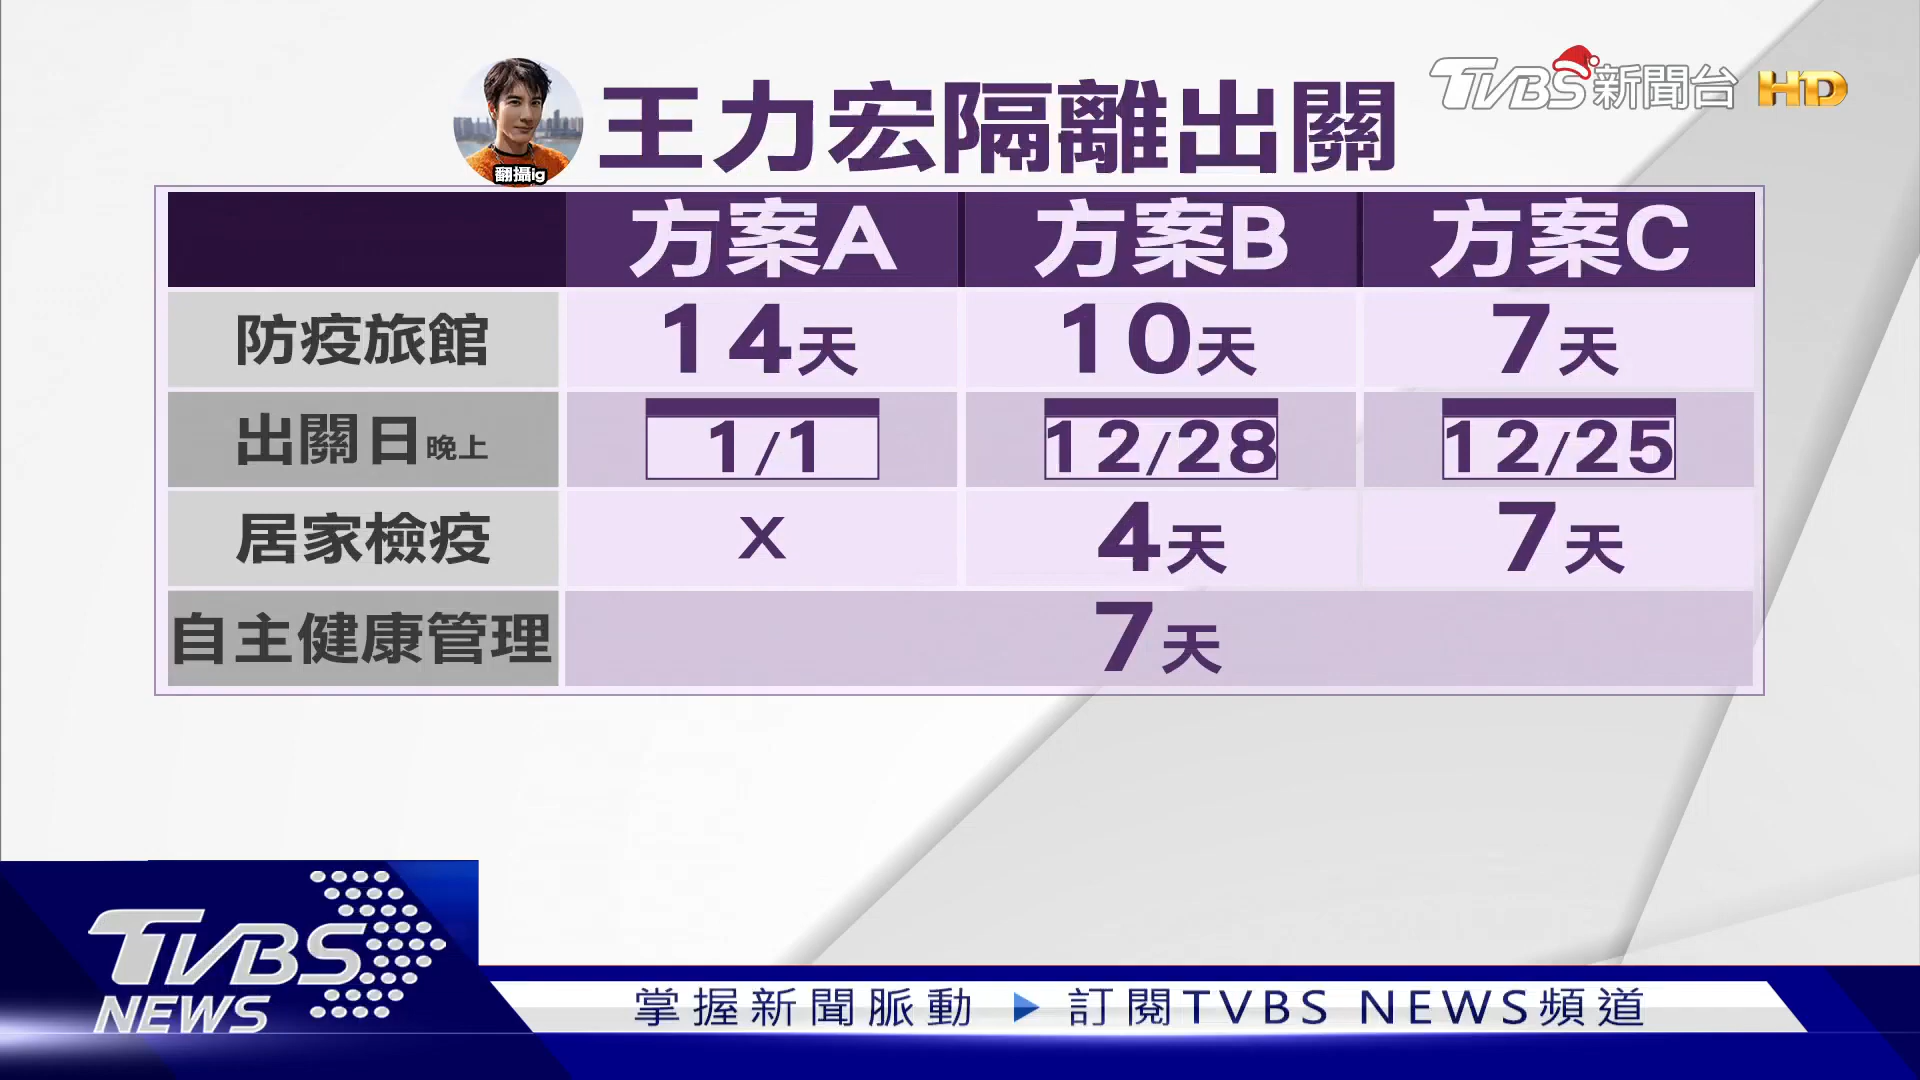 王力宏隔離出關
翻攝ig
TVBS新聞台 HD
方案A 方案B 方案C
防疫旅館 14天 10天 7天
出關日晚上 1/1 12/28 12/25
居家檢疫 X 4天 7天
自主健康管理 7天
TVBS
NEWS
掌握新聞脈動 訂閱TVBS NEWS頻道